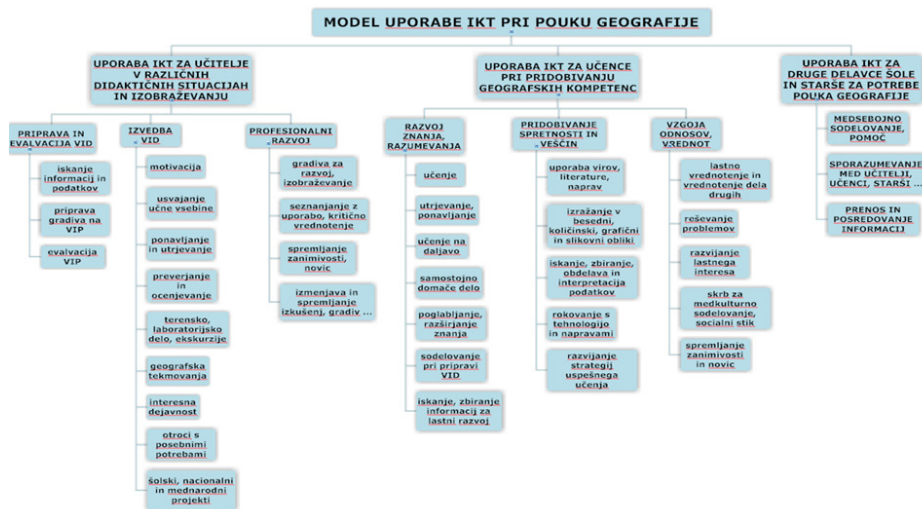 MODEL UPORABE IKT PRI POUKU GEOGRAFIJE
UPORABA IKT ZA UČITELJE
V RAZLIČNIH
DIDAKTIČNIH SITUACIJAH
IN IZOBRAŽEVANJU
PRIPRAVA IN
EVALVACIJA VID
iskanje
informacij in
podatkov
priprava
gradiva na
VIP
evalvacija
VIP
IZVEDBA
VID
motivacija
usvajanje
učne vsebine
ponavljanje
in utrjevanje
preverjanje
in
ocenjevanje
terensko,
laboratorijsko
delo, ekskurzije
geografska
tekmovanja
interesna
dejavnost
otroci s
posebnimi
potrebami
šolski, nacionalni
in mednarodni
projekti
PROFESIONALNI
RAZVOJ
gradiva za
razvoj,
izobraževanje
seznanjanje z
uporabo, kritično
vrednotenje
spremljanje
zanimivosti,
novic
izmenjava in
spremljanje
izkušenj, gradiv ...
UPORABA IKT ZA UČENCE
PRI PRIDOBIVANJU
GEOGRAFSKIH KOMPETENC
RAZVOJ
ZNANJA,
RAZUMEVANJA
učenje
utrjevanje,
ponavljanje
učenje na
daljavo
samostojno
domače delo
poglabljanje,
razširjanje
znanja
sodelovanje
pri pripravi
VID
iskanje, zbiranje
informacij za
lastni razvoj
PRIDOBIVANJE
SPRETNOSTI IN
VEŠČIN
uporaba virov,
literature,
naprav
izražanje v
besedni,
količinski, grafični
in slikovni obliki
iskanje, zbiranje,
obdelava in
interpretacija
podatkov
rokovanje s
tehnologijo
in napravami
razvijanje
strategij
uspešnega
učenja
VZGOJA
ODNOSOV,
VREDNOT
lastno
vrednotenje in
vrednotenje dela
drugih
reševanje
problemov
razvijanje
lastnega
interesa
skrb za
medkulturno
sodelovanje,
socialni stik
spremljanje
zanimivosti
in novic
UPORABA IKT ZA
DRUGE DELAVCE ŠOLE
IN STARŠE ZA POTREBE
POUKA GEOGRAFIJE
MEDSEBOJNO
SODELOVANJE,
POMOČ
SPORAZUMEVANJE
MED UČITELJI,
UČENCI, STARŠI ...
PRENOS IN
POSREDOVANJE
INFORMACIJ